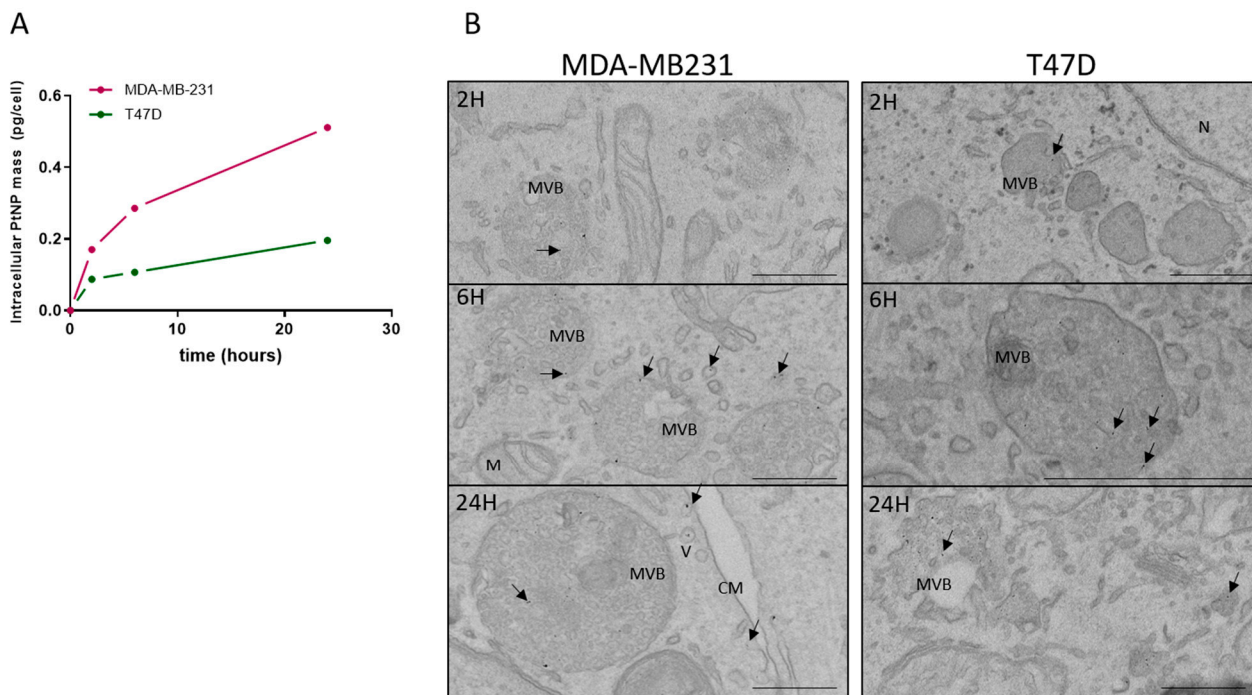 A
MDA-MB-231
T47D
Intracellular PtNP mass (pg/cell)
0.6
0.4
0.2
0.0
0
10
20
30
time (hours)
B
MDA-MB231
T47D
2H
MVB
2H
N
MVB
6H
MVB
MVB
M
6H
MVB
24H
V
MVB
CM
24H
MVB